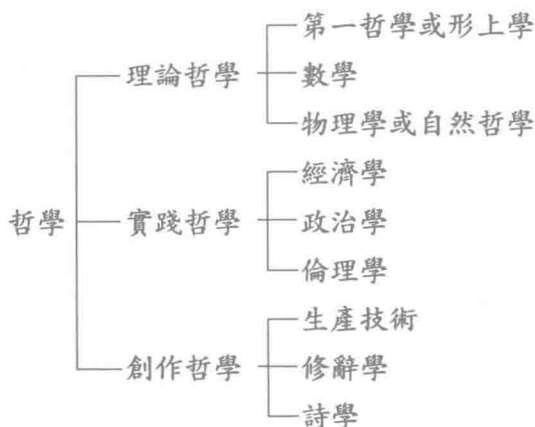 哲學
理論哲學
第一哲學或形上學
數學
物理學或自然哲學
實踐哲學
經濟學
政治學
倫理學
創作哲學
生產技術
修辭學
詩學